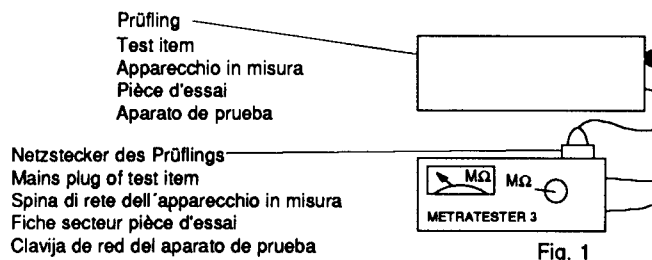 Prüfling
Test item
Apparecchio in misura
Pièce d'essai
Aparato de prueba
Netzstecker des Prüflings
Mains plug of test item
Spina di rete dell´apparecchio in misura
Fiche secteur pièce d'essai
Clavija de red del aparato de prueba
MΩ MΩ
METRATESTER 3
Fig. 1